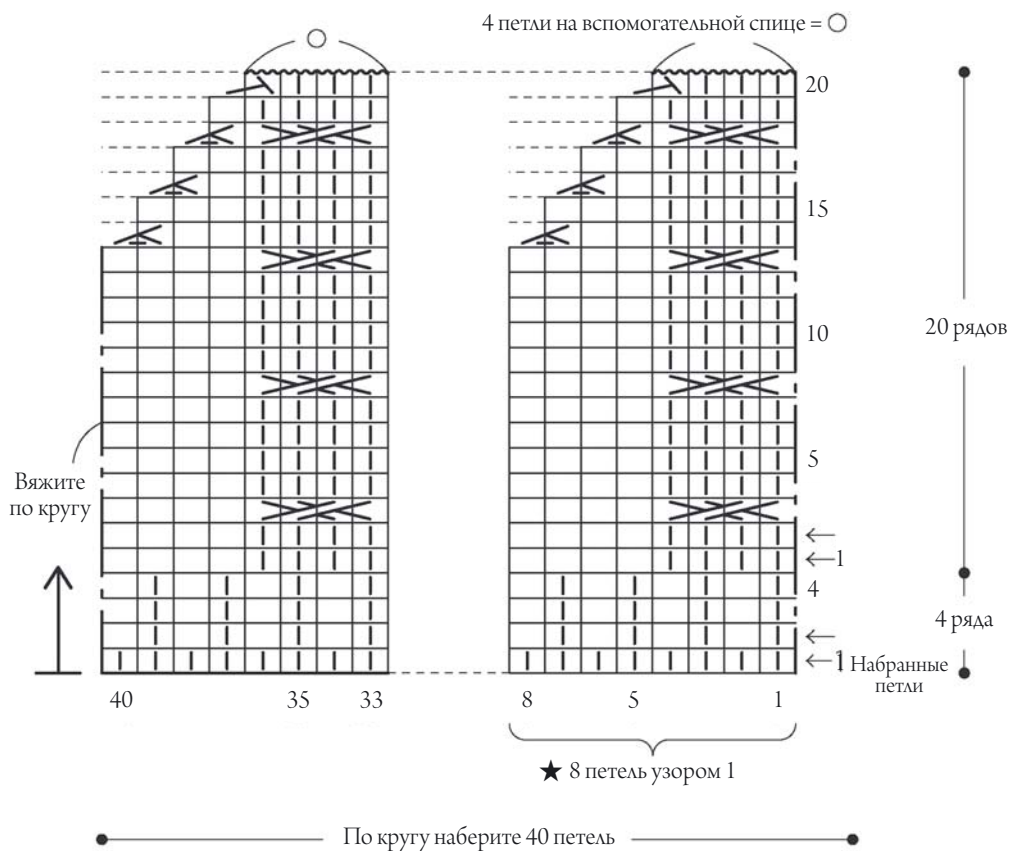 4 петли на вспомогательной спице = ○
20
15
10
20 рядов
5
Вяжите
по кругу
1
4
4 ряда
1 Набранные
петли
40 35 33 8 5 1
★ 8 петель узором 1
По кругу наберите 40 петель